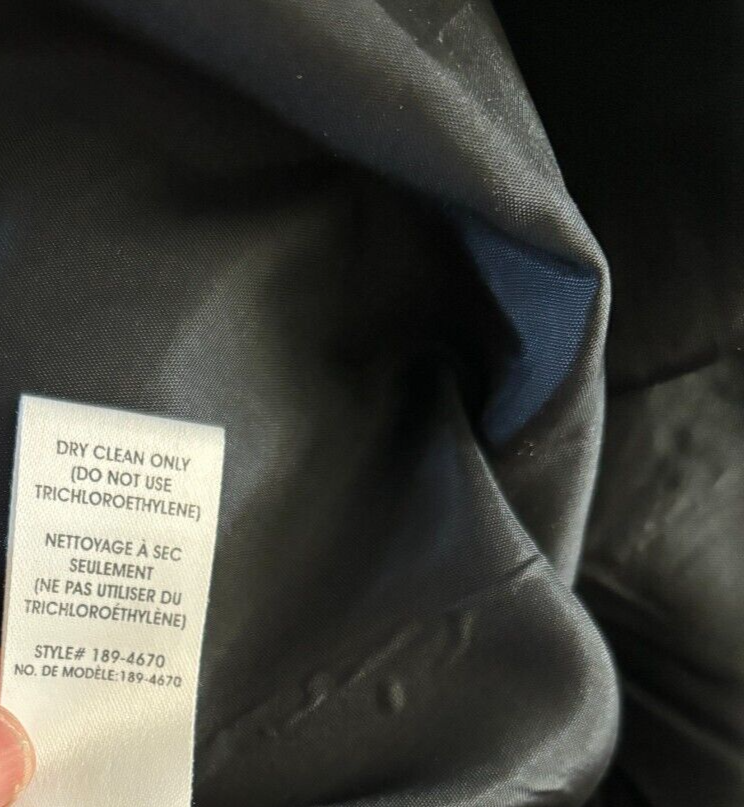 DRY CLEAN ONLY
(DO NOT USE
TRICHLOROETHYLENE)
NETTOYAGE À SEC
SEULEMENT
(NE PAS UTILISER DU
TRICHLOROÉTHYLÈNE)
STYLE# 189-4670
NO. DE MODÈLE:189-4670